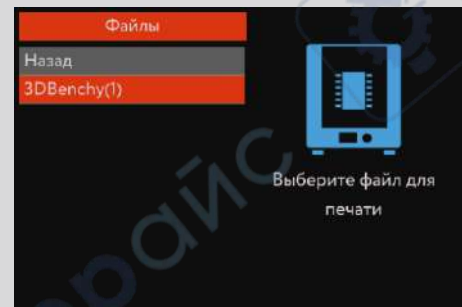 Файлы
Назад
3DBenchy(1)
Выберите файл для
печати